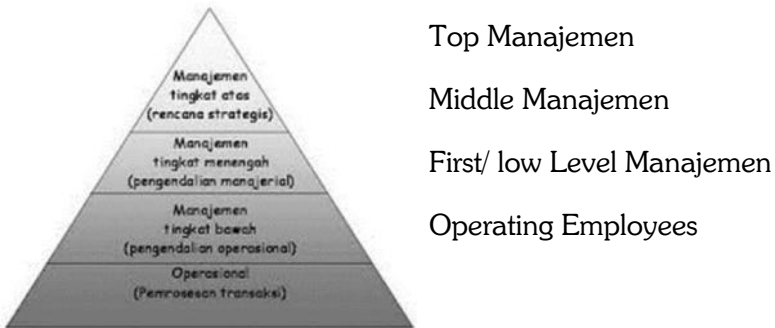 Manajemen
tingkat atas
(rencana strategis)
Manajemen
tingkat menengah
(pengendalian manajerial)
Manajemen
tingkat bawah
(pengendalian operasional)
Operasional
(Pemrosesan transaksi)
Top Manajemen
Middle Manajemen
First/ low Level Manajemen
Operating Employees